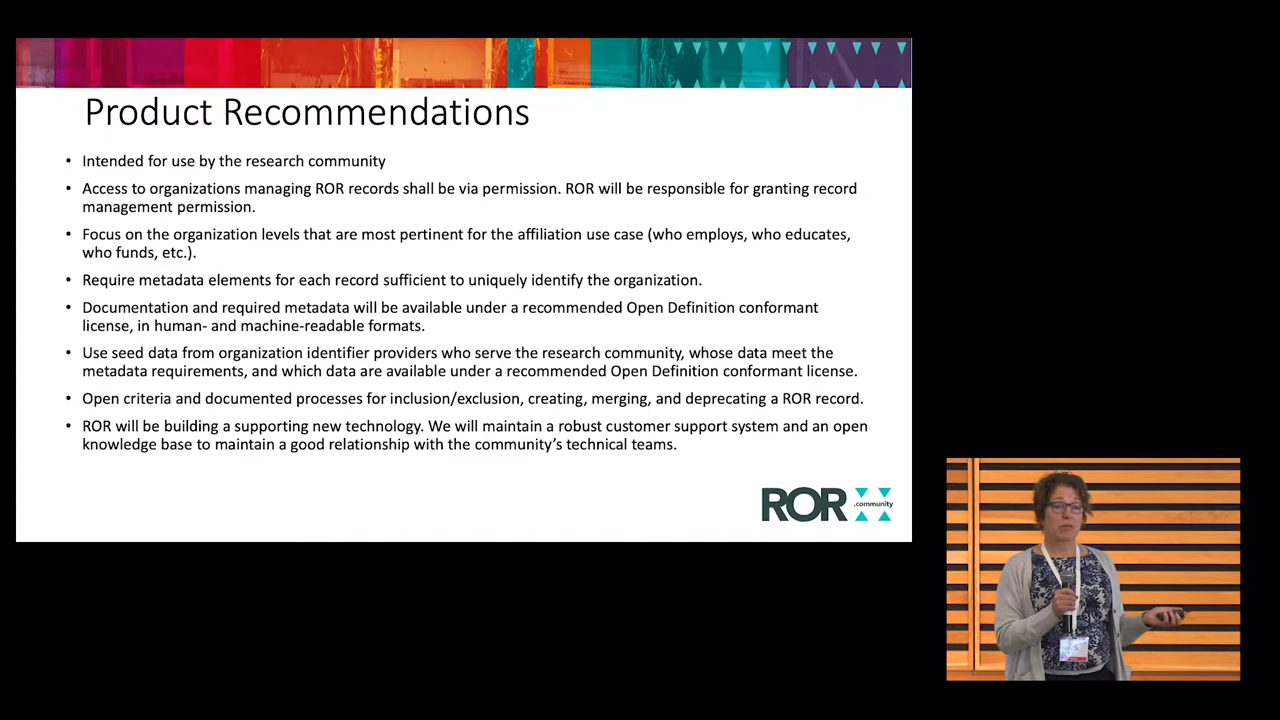 Product Recommendations
• Intended for use by the research community
• Access to organizations managing ROR records shall be via permission. ROR will be responsible for granting record
management permission.
• Focus on the organization levels that are most pertinent for the affiliation use case (who employs, who educates,
who funds, etc.).
• Require metadata elements for each record sufficient to uniquely identify the organization.
• Documentation and required metadata will be available under a recommended Open Definition conformant
license, in human- and machine-readable formats.
• Use seed data from organization identifier providers who serve the research community, whose data meet the
metadata requirements, and which data are available under a recommended Open Definition conformant license.
• Open criteria and documented processes for inclusion/exclusion, creating, merging, and deprecating a ROR record.
• ROR will be building a supporting new technology. We will maintain a robust customer support system and an open
knowledge base to maintain a good relationship with the community's technical teams.
ROR .community